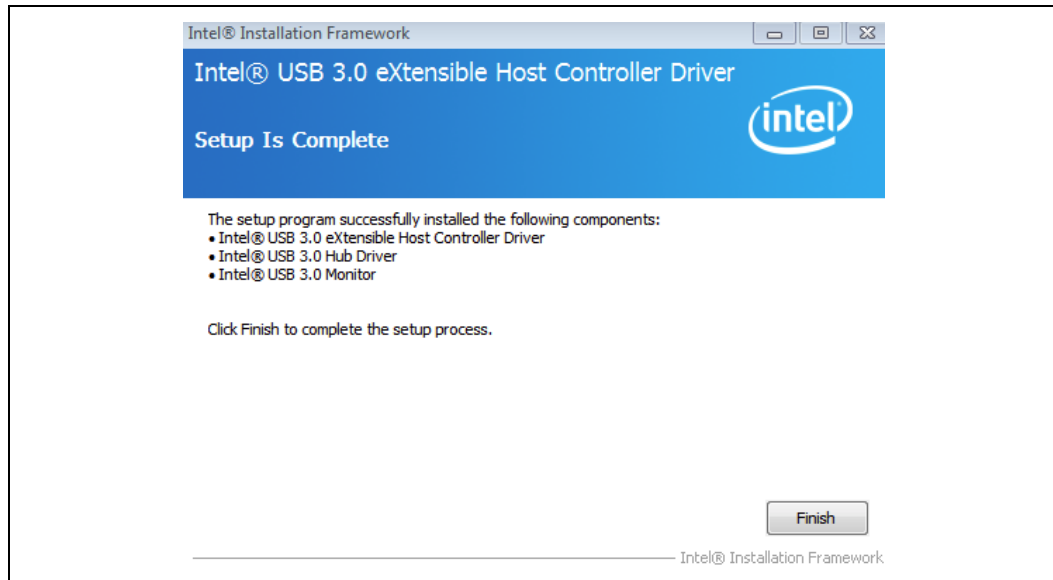 Intel® Installation Framework
Intel® USB 3.0 eXtensible Host Controller Driver
intel
Setup Is Complete
The setup program successfully installed the following components:
• Intel® USB 3.0 eXtensible Host Controller Driver
• Intel® USB 3.0 Hub Driver
• Intel® USB 3.0 Monitor
Click Finish to complete the setup process.
Finish
Intel® Installation Framework